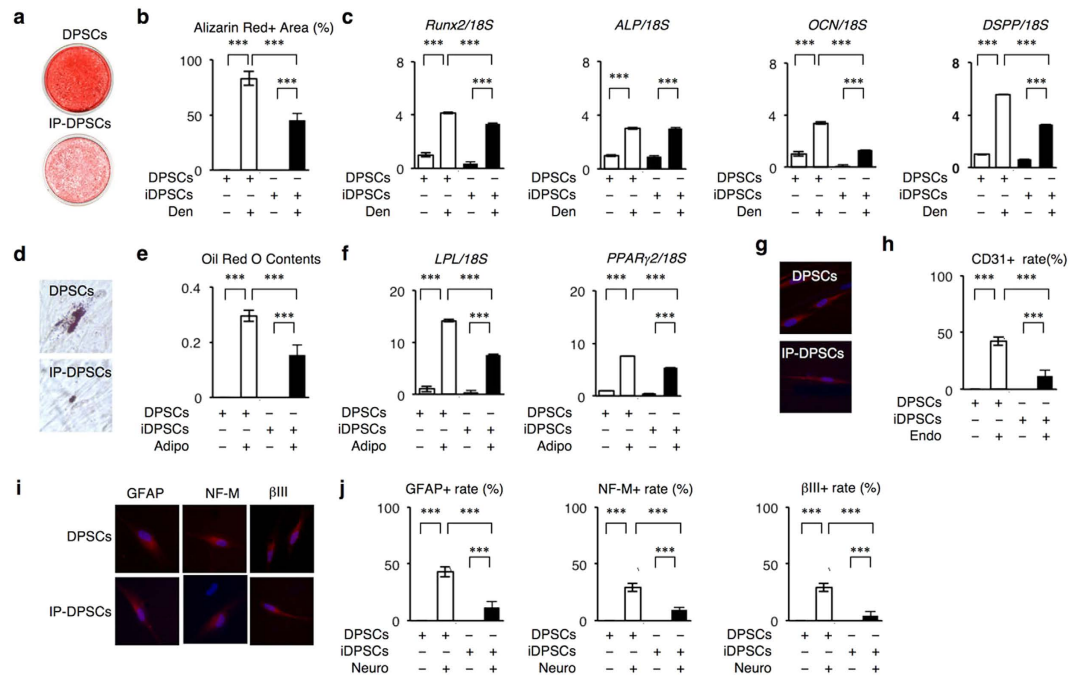 a
DPSCs
IP-DPSCs
b
Alizarin Red+ Area (%)
*** ***
***
100
50
0
DPSCs + + – –
iDPSCs – – + +
Den – + – +
c
Runx2/18S
*** ***
***
8
4
0
DPSCs + + – –
iDPSCs – – + +
Den – + – +
ALP/18S
*** ***
8
4
0
DPSCs + + – –
iDPSCs – – + +
Den – + – +
OCN/18S
*** ***
***
8
4
0
DPSCs + + – –
iDPSCs – – + +
Den – + – +
DSPP/18S
*** ***
***
8
4
0
DPSCs + + – –
iDPSCs – – + +
Den – + – +
d
DPSCs
IP-DPSCs
e
Oil Red O Contents
*** ***
***
0.4
0.2
0
DPSCs + + – –
iDPSCs – – + +
Adipo – + – +
f
LPL/18S
*** ***
***
20
10
0
DPSCs + + – –
iDPSCs – – + +
Adipo – + – +
PPARγ2/18S
*** ***
***
20
10
0
DPSCs + + – –
iDPSCs – – + +
Adipo – + – +
g
DPSCs
IP-DPSCs
h
CD31+ rate(%)
*** ***
***
100
50
0
DPSCs + + – –
iDPSCs – – + +
Endo – + – +
i
GFAP NF-M βIII
DPSCs
IP-DPSCs
j
GFAP+ rate (%)
*** ***
***
100
50
0
DPSCs + + – –
iDPSCs – – + +
Neuro – + – +
NF-M+ rate (%)
*** ***
***
100
50
0
DPSCs + + – –
iDPSCs – – + +
Neuro – + – +
βIII+ rate (%)
*** ***
***
100
50
0
DPSCs + + – –
iDPSCs – – + +
Neuro – + – +